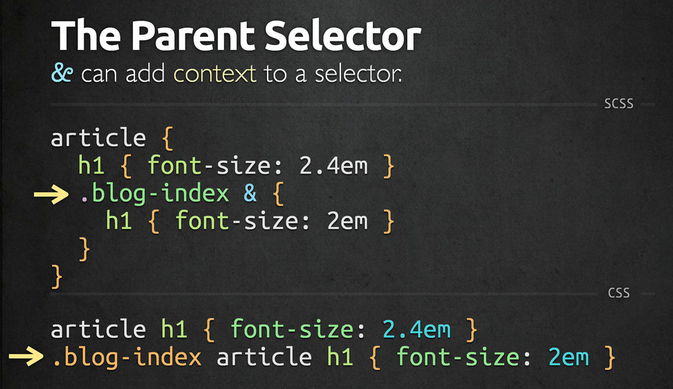 The Parent Selector
& can add context to a selector.
SCSS
article {
  h1 { font-size: 2.4em }
  .blog-index & {
    h1 { font-size: 2em }
  }
}
CSS
article h1 { font-size: 2.4em }
.blog-index article h1 { font-size: 2em }